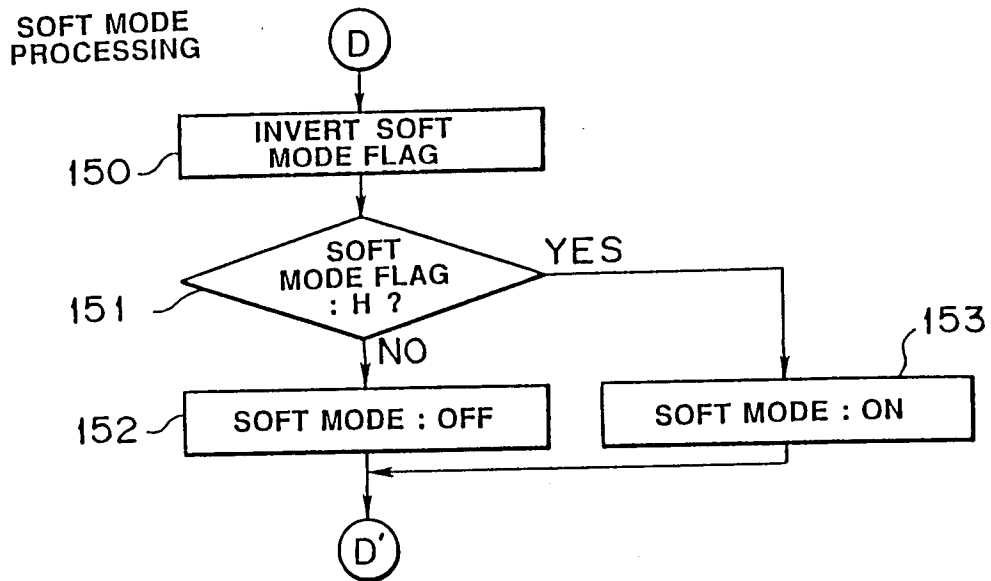 SOFT MODE
PROCESSING
D
INVERT SOFT
MODE FLAG
150
SOFT
MODE FLAG
: H ?
YES
151
NO
153
SOFT MODE : OFF
SOFT MODE : ON
152
D'